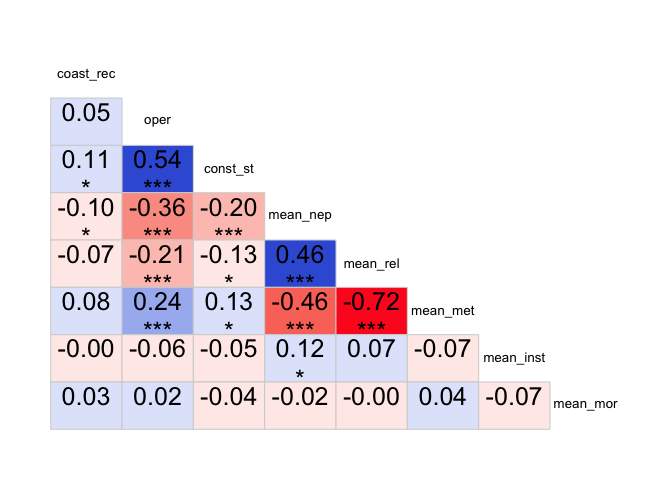 coast_rec
0.05 oper
0.11 0.54 const_st
* ***
-0.10 -0.36 -0.20 mean_nep
* *** ***
-0.07 -0.21 -0.13 0.46 mean_rel
*** * ***
0.08 0.24 0.13 -0.46 -0.72 mean_met
*** * *** ***
-0.00 -0.06 -0.05 0.12 0.07 -0.07 mean_inst
*
0.03 0.02 -0.04 -0.02 -0.00 0.04 -0.07 mean_mor